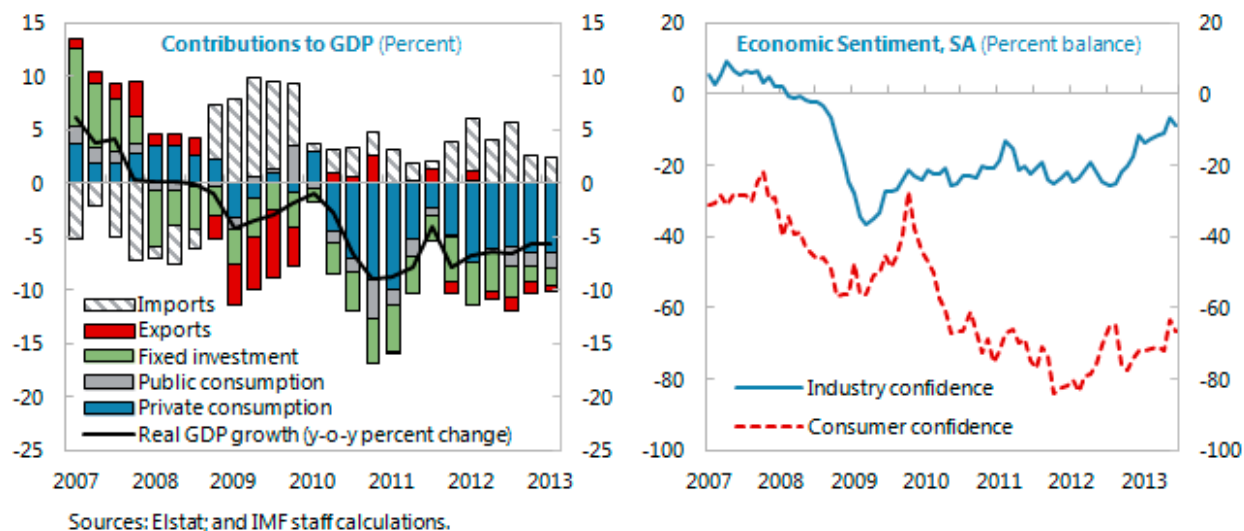 Contributions to GDP (Percent)
15
10
5
0
-5
-10
-15
-20
-25
15
10
5
0
-5
-10
-15
-20
-25
Imports
Exports
Fixed investment
Public consumption
Private consumption
Real GDP growth (y-o-y percent change)
2007 2008 2009 2010 2011 2012 2013
Economic Sentiment, SA (Percent balance)
20
0
-20
-40
-60
-80
-100
20
0
-20
-40
-60
-80
-100
Industry confidence
Consumer confidence
2007 2008 2009 2010 2011 2012 2013
Sources: Elstat; and IMF staff calculations.